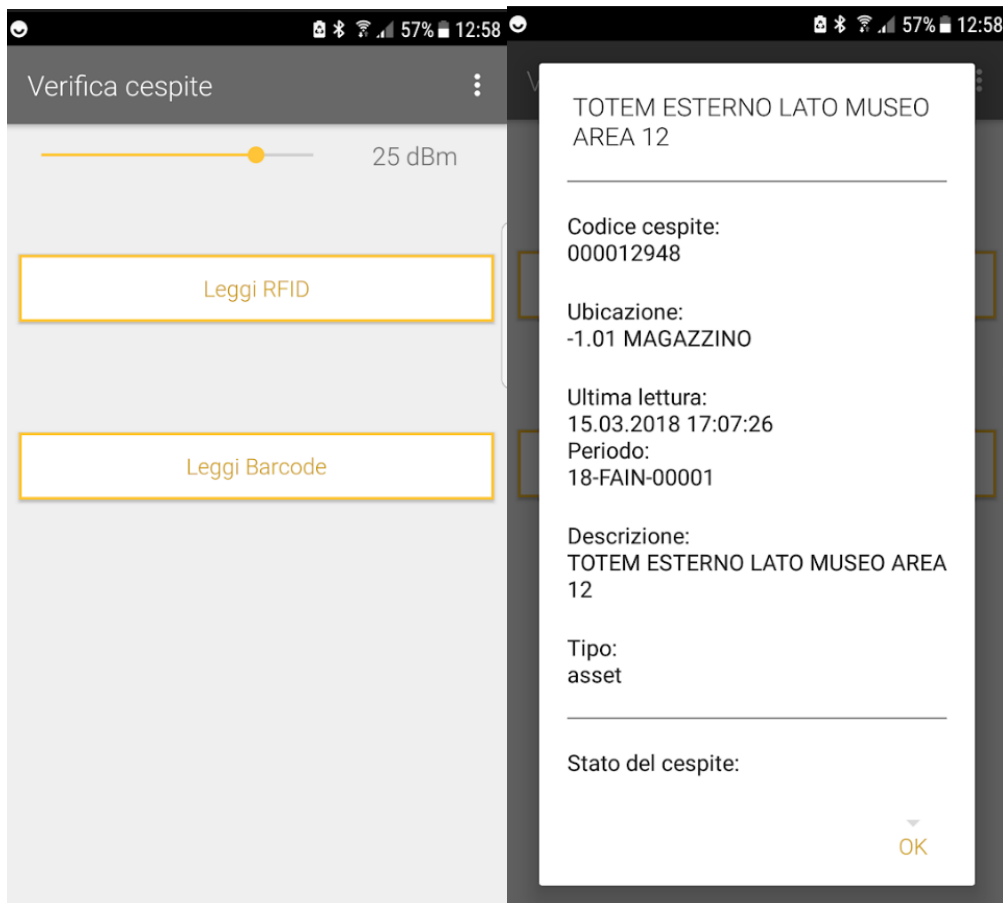 57% 12:58
Verifica cespite
25 dBm
Leggi RFID
Leggi Barcode
57% 12:58
V
TOTEM ESTERNO LATO MUSEO
AREA 12
Codice cespite:
000012948
Ubicazione:
-1.01 MAGAZZINO
Ultima lettura:
15.03.2018 17:07:26
Periodo:
18-FAIN-00001
Descrizione:
TOTEM ESTERNO LATO MUSEO AREA
12
Tipo:
asset
Stato del cespite:
OK